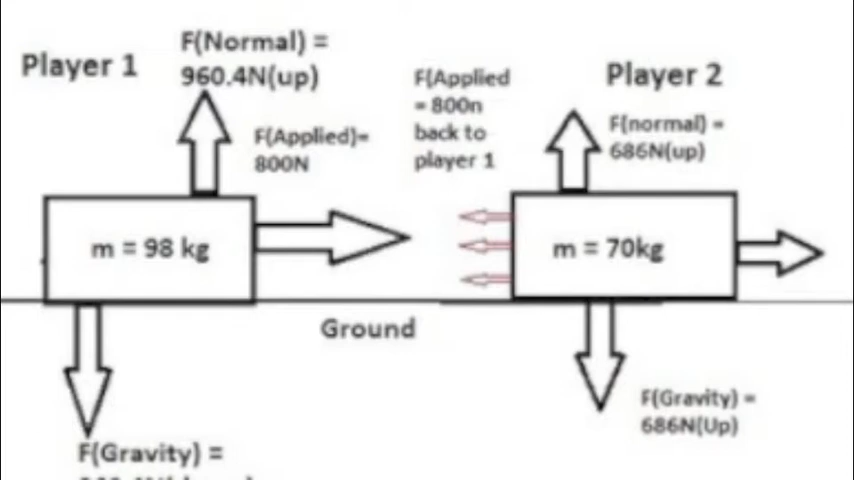 Player 1
F(Normal) =
960.4N(up)
F(Applied)=
800N
F(Applied
= 800n
back to
player 1
Player 2
F(normal) =
686N(up)
m = 98 kg
m = 70kg
Ground
F(Gravity) =
F(Gravity) =
686N(Up)